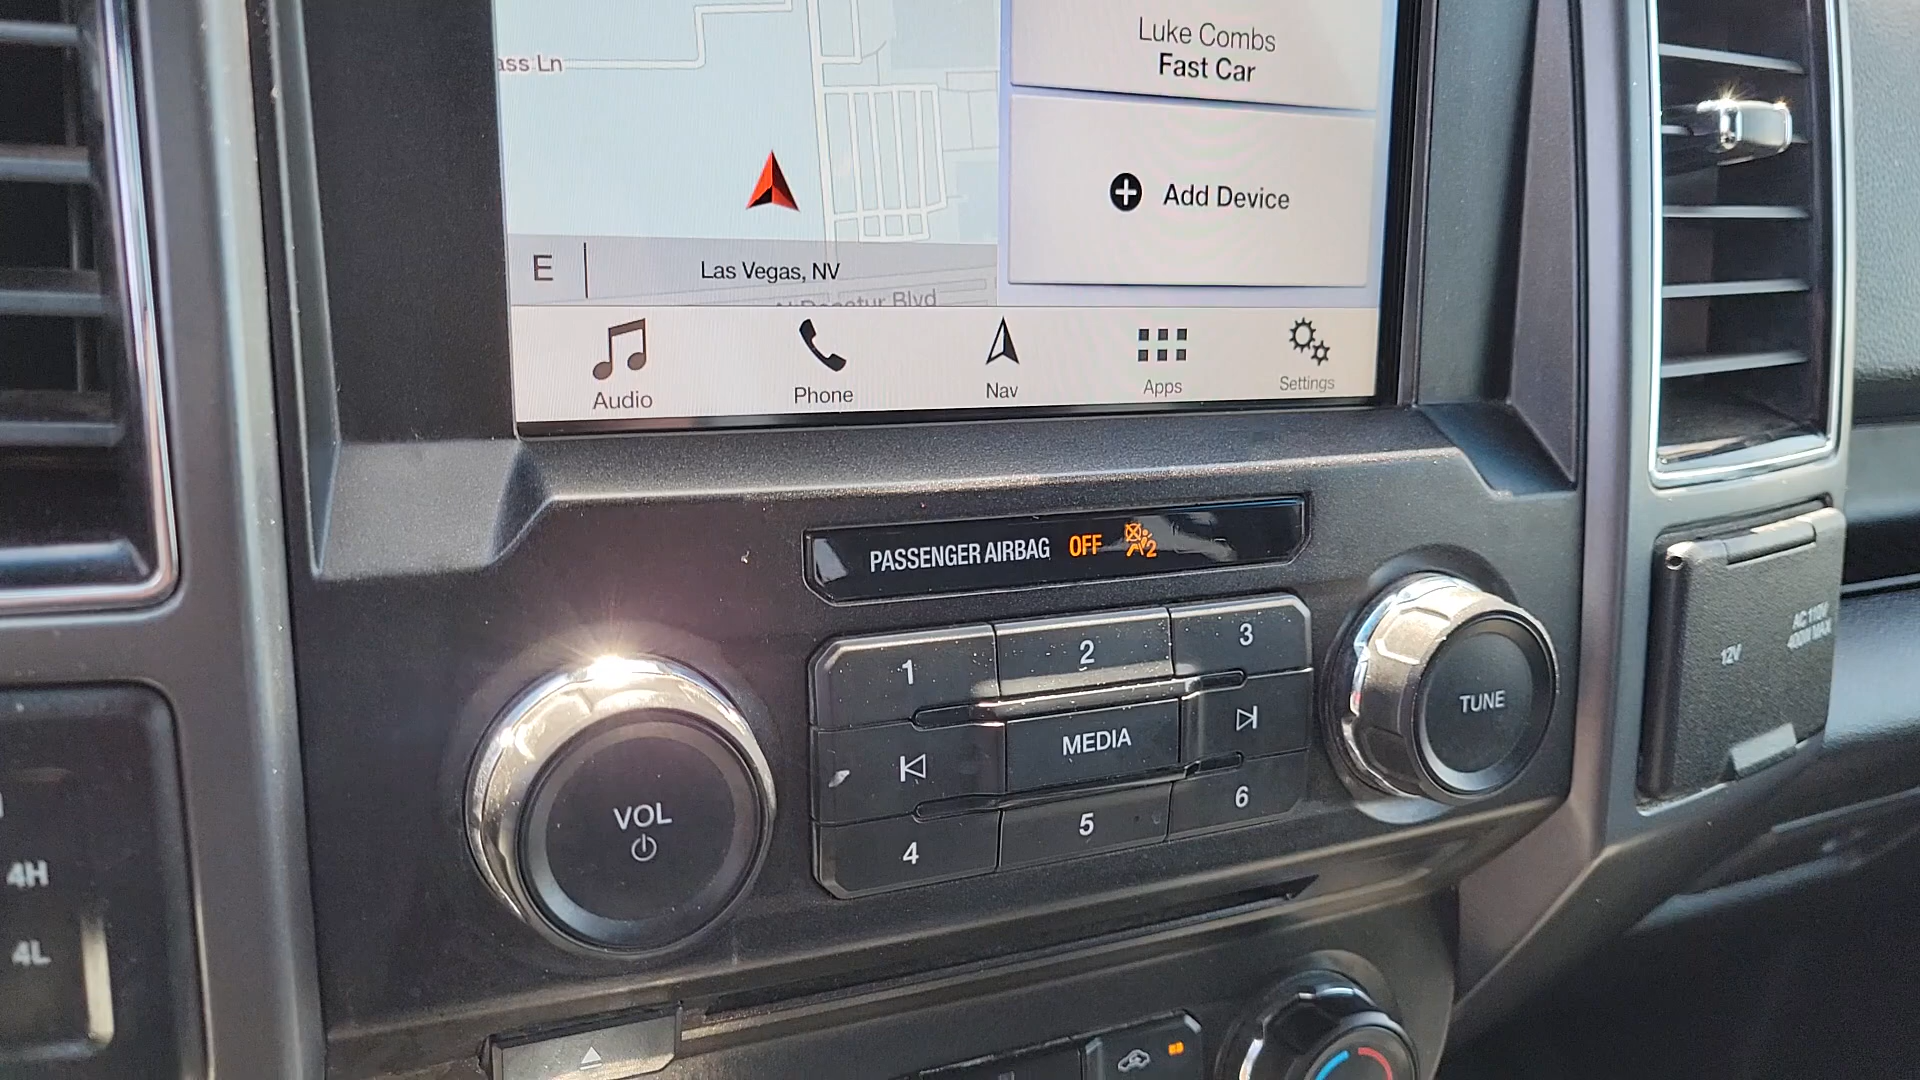 Luke Combs
Fast Car
ass Ln
Add Device
E
Las Vegas, NV
Decatur Blvd
Audio
Phone
Nav
Apps
Settings
PASSENGER AIRBAG OFF 2
1
2
3
MEDIA
4
5
6
VOL
TUNE
12V
AC 110V
400W MAX
4H
4L